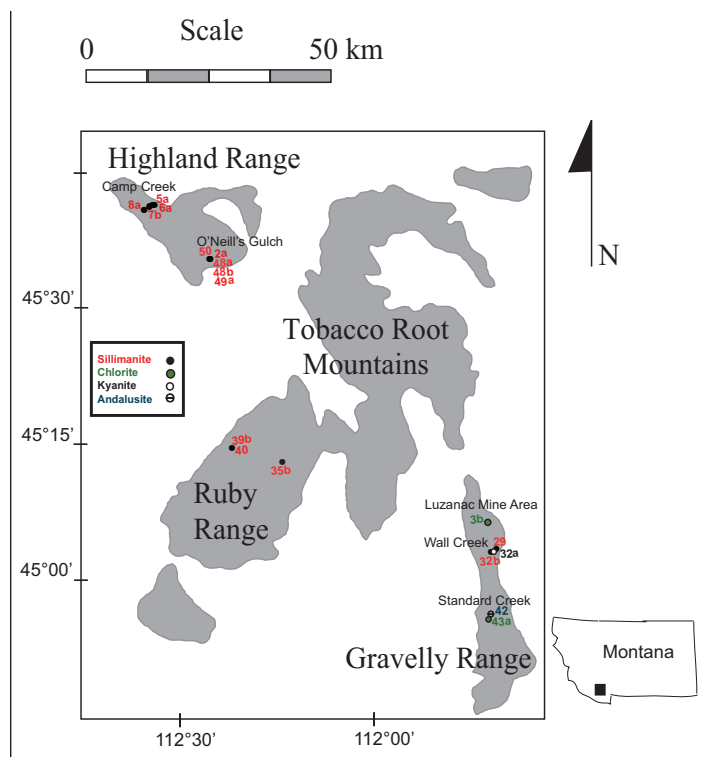 Scale
0 50 km
Highland Range
Camp Creek
5a
8a 6a
7b
O'Neill's Gulch
50 2a
48a
48b
49a
N
45°30'
Tobacco Root
Mountains
Sillimanite
Chlorite
Kyanite
Andalusite
45°15'
39b
40
35b
Ruby
Range
Luzanac Mine Area
3b
Wall Creek 29
32a
32b
45°00'
Standard Creek
42
43a
Gravelly Range
Montana
112°30' 112°00'